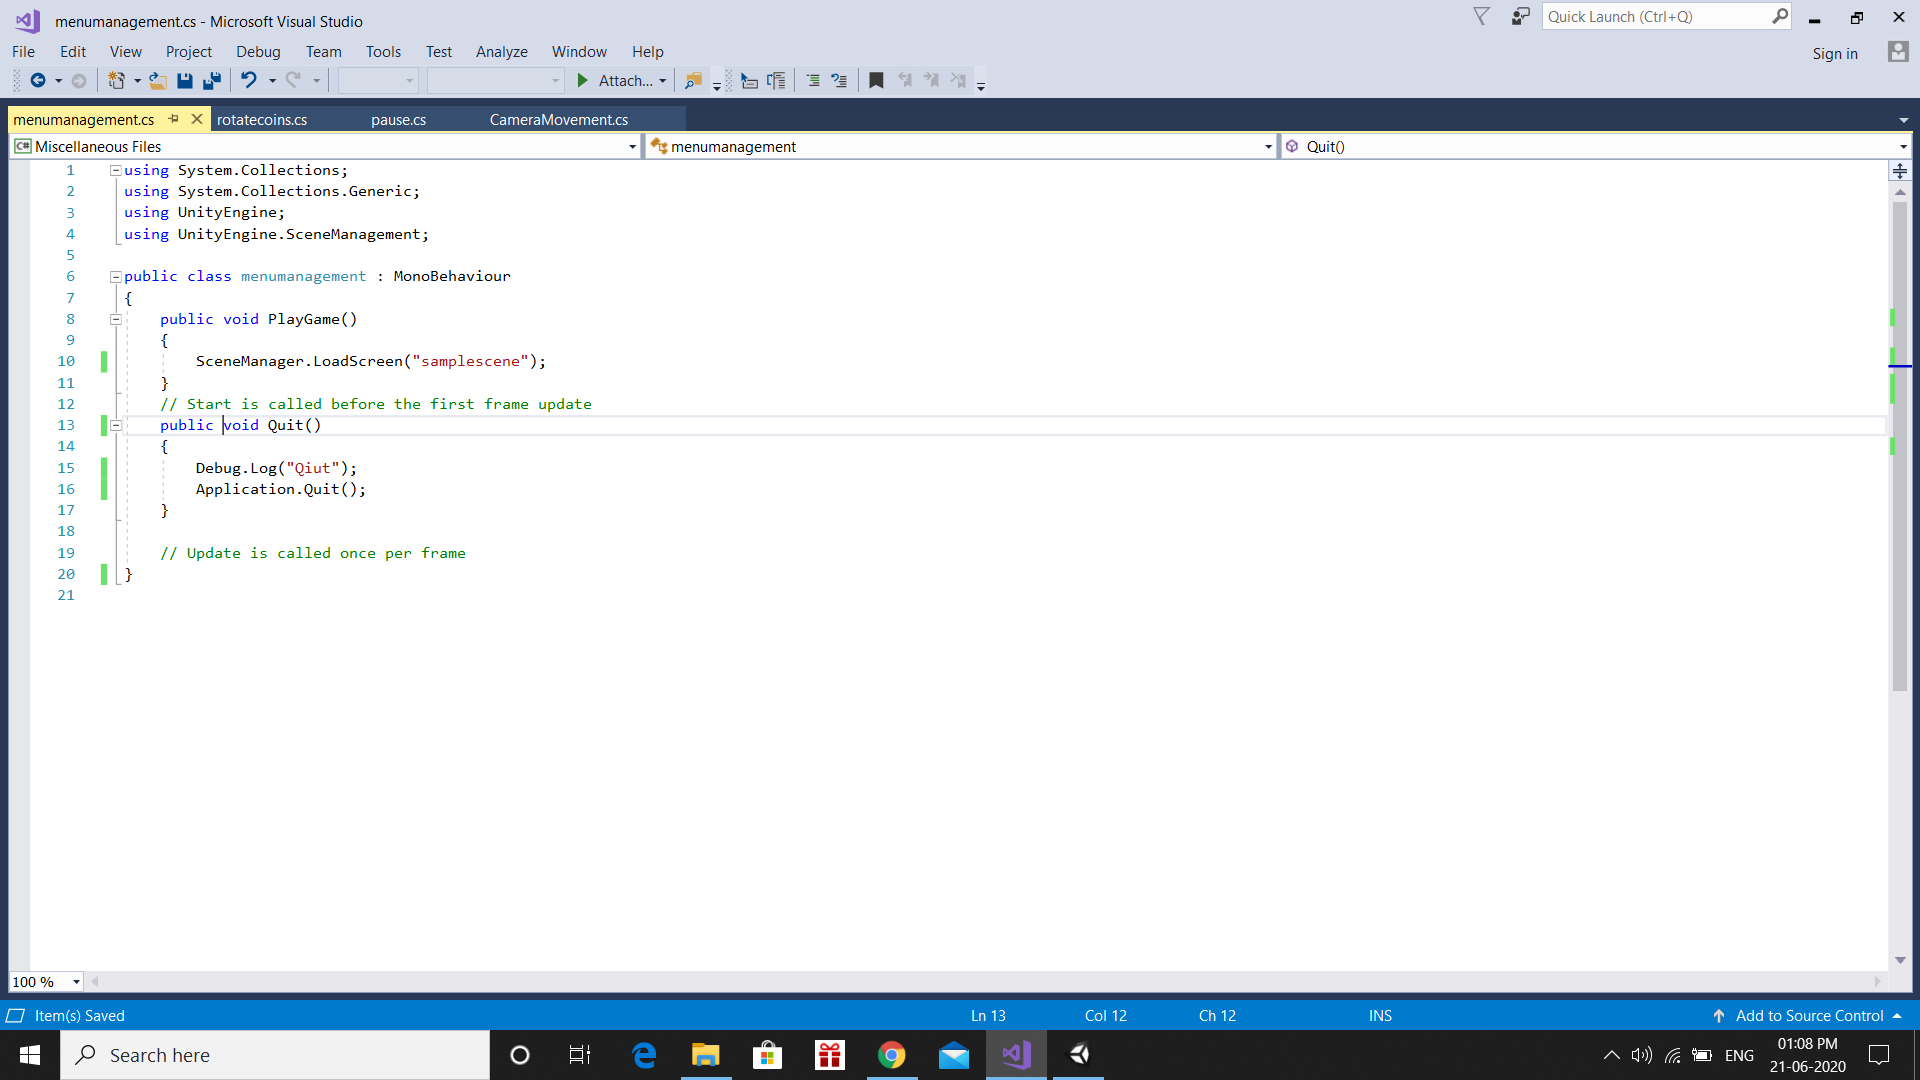 menumanagement.cs - Microsoft Visual Studio
Quick Launch (Ctrl+Q)
File Edit View Project Debug Team Tools Test Analyze Window Help
Sign in
Attach...
menumanagement.cs rotatecoins.cs pause.cs CameraMovement.cs
C# Miscellaneous Files menumanagement Quit()
1 using System.Collections;
2 using System.Collections.Generic;
3 using UnityEngine;
4 using UnityEngine.SceneManagement;
5
6 public class menumanagement : MonoBehaviour
7 {
8 public void PlayGame()
9 {
10 SceneManager.LoadScreen("samplescene");
11 }
12 // Start is called before the first frame update
13 public void Quit()
14 {
15 Debug.Log("Qiut");
16 Application.Quit();
17 }
18
19 // Update is called once per frame
20 }
21
100 %
Item(s) Saved Ln 13 Col 12 Ch 12 INS Add to Source Control
Search here
ENG
01:08 PM
21-06-2020